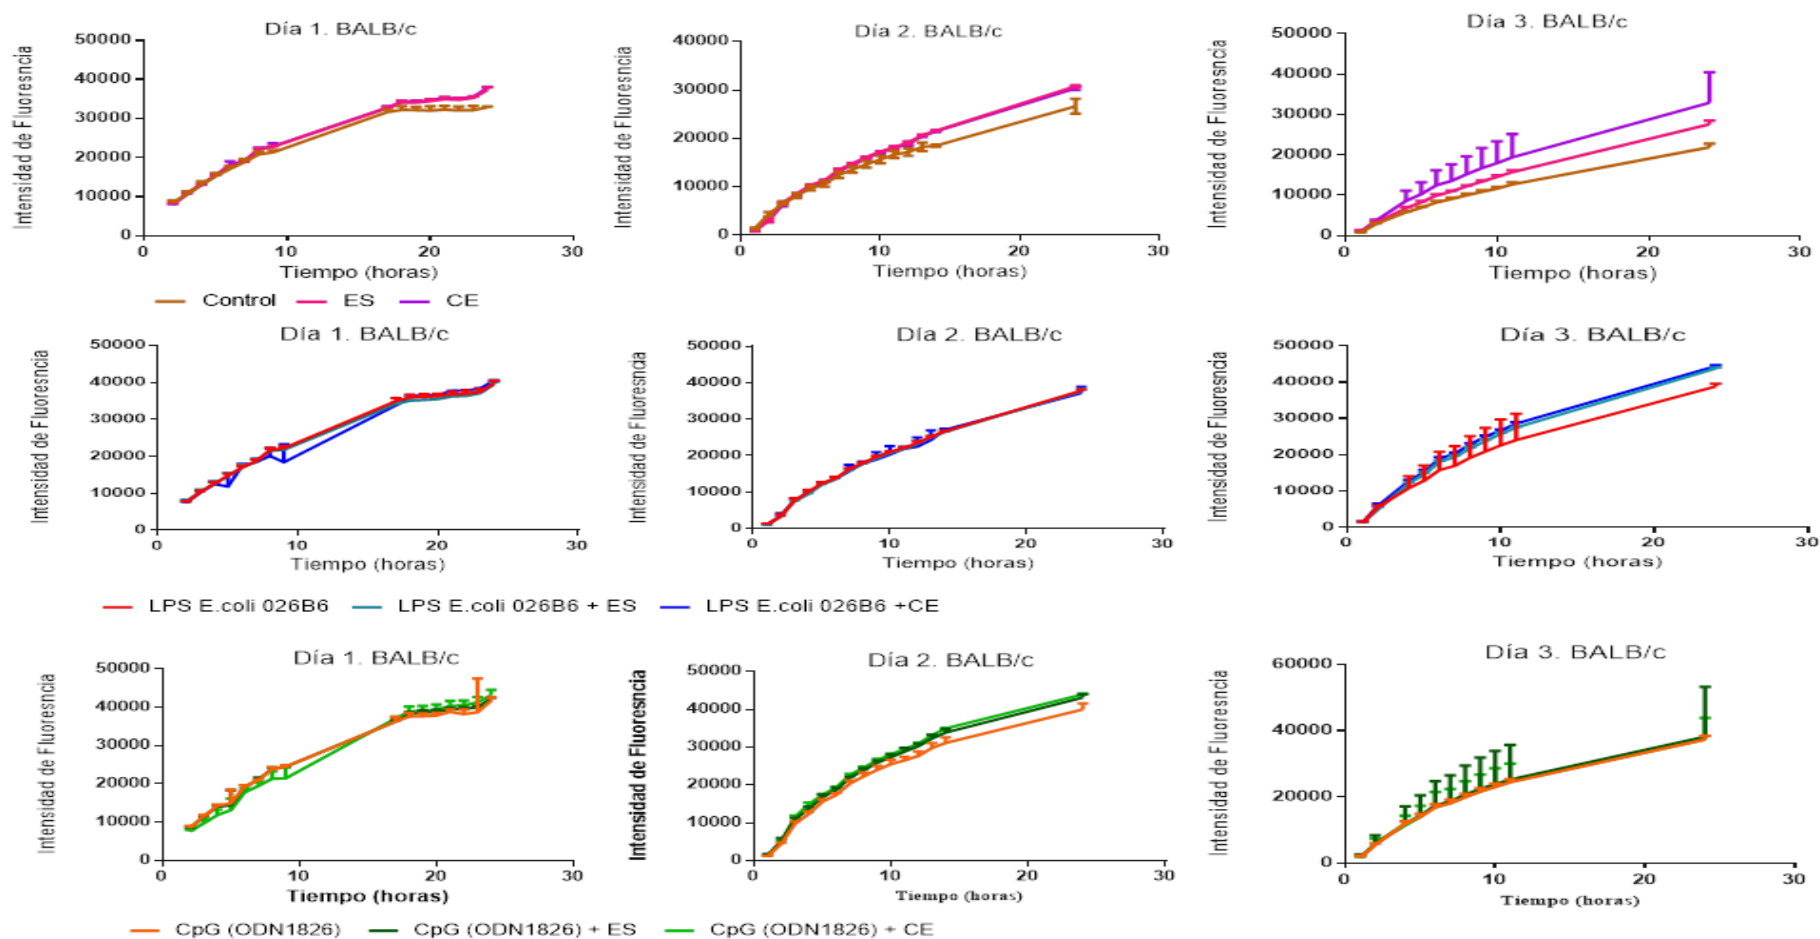 Día 1. BALB/c
Intensidad de Fluoresncia
50000
40000
30000
20000
10000
0
0 10 20 30
Tiempo (horas)
Día 2. BALB/c
Intensidad de Fluoresncia
40000
30000
20000
10000
0
0 10 20 30
Tiempo (horas)
Día 3. BALB/c
Intensidad de Fluoresncia
50000
40000
30000
20000
10000
0
0 10 20 30
Tiempo (horas)
Control ES CE
Día 1. BALB/c
Intensidad de Fluoresncia
50000
40000
30000
20000
10000
0
0 10 20 30
Tiempo (horas)
Día 2. BALB/c
Intensidad de Fluoresncia
50000
40000
30000
20000
10000
0
0 10 20 30
Tiempo (horas)
Día 3. BALB/c
Intensidad de Fluoresncia
50000
40000
30000
20000
10000
0
0 10 20 30
Tiempo (horas)
LPS E.coli 026B6 LPS E.coli 026B6 + ES LPS E.coli 026B6 +CE
Día 1. BALB/c
Intensidad de Fluoresncia
50000
40000
30000
20000
10000
0
0 10 20 30
Tiempo (horas)
Día 2. BALB/c
Intensidad de Fluoresncia
50000
40000
30000
20000
10000
0
0 10 20 30
Tiempo (horas)
Día 3. BALB/c
Intensidad de Fluoresncia
60000
40000
20000
0
0 10 20 30
Tiempo (horas)
CpG (ODN1826) CpG (ODN1826) + ES CpG (ODN1826) + CE